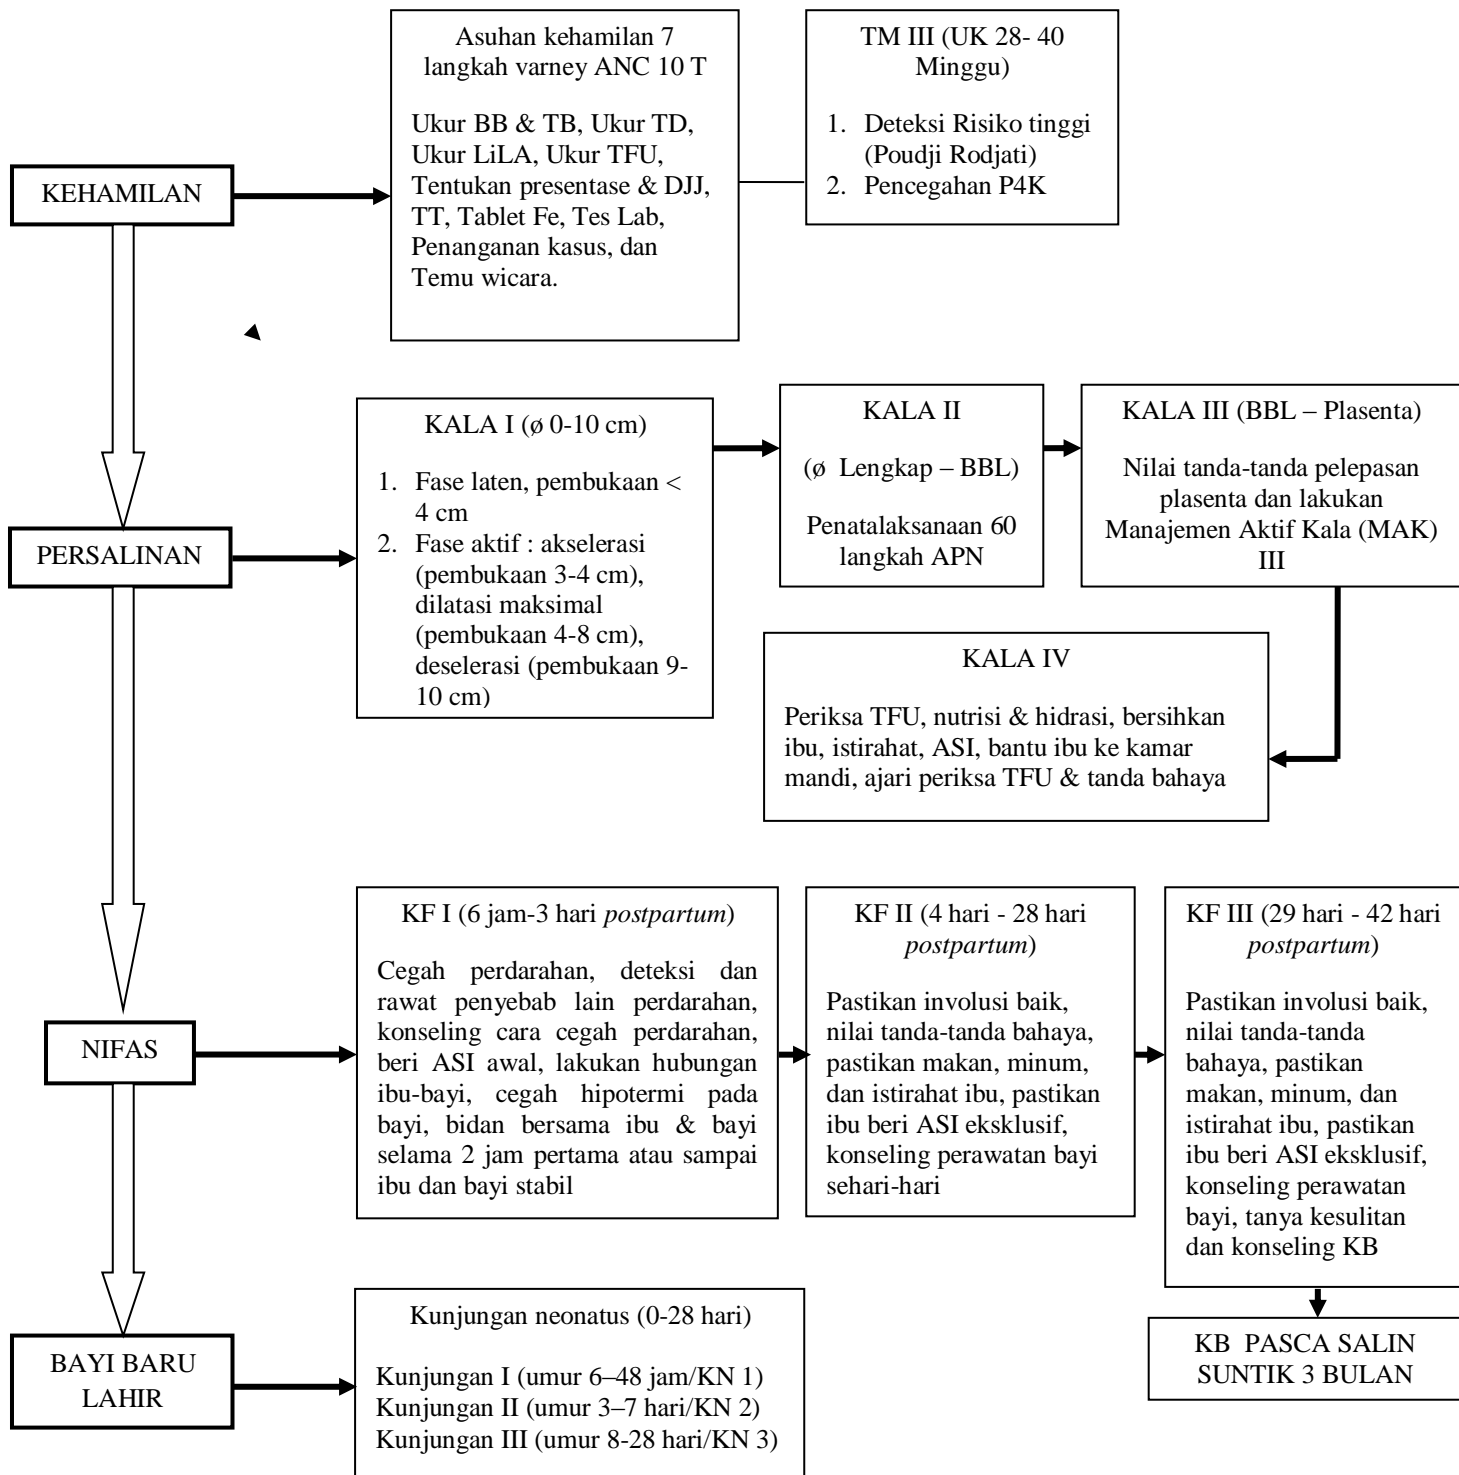 Asuhan kehamilan 7
langkah varney ANC 10 T
Ukur BB & TB, Ukur TD,
Ukur LiLA, Ukur TFU,
Tentukan presentase & DJJ,
TT, Tablet Fe, Tes Lab,
Penanganan kasus, dan
Temu wicara.
TM III (UK 28- 40
Minggu)
1. Deteksi Risiko tinggi
(Poudji Rodjati)
2. Pencegahan P4K
KEHAMILAN
KALA I (ø 0-10 cm)
1. Fase laten, pembukaan <
4 cm
2. Fase aktif : akselerasi
(pembukaan 3-4 cm),
dilatasi maksimal
(pembukaan 4-8 cm),
deselerasi (pembukaan 9-
10 cm)
KALA II
(ø Lengkap – BBL)
Penatalaksanaan 60
langkah APN
KALA III (BBL – Plasenta)
Nilai tanda-tanda pelepasan
plasenta dan lakukan
Manajemen Aktif Kala (MAK)
III
PERSALINAN
KALA IV
Periksa TFU, nutrisi & hidrasi, bersihkan
ibu, istirahat, ASI, bantu ibu ke kamar
mandi, ajari periksa TFU & tanda bahaya
KF I (6 jam-3 hari postpartum)
Cegah perdarahan, deteksi dan
rawat penyebab lain perdarahan,
konseling cara cegah perdarahan,
beri ASI awal, lakukan hubungan
ibu-bayi, cegah hipotermi pada
bayi, bidan bersama ibu & bayi
selama 2 jam pertama atau sampai
ibu dan bayi stabil
KF II (4 hari - 28 hari
postpartum)
Pastikan involusi baik,
nilai tanda-tanda bahaya,
pastikan makan, minum,
dan istirahat ibu, pastikan
ibu beri ASI eksklusif,
konseling perawatan bayi
sehari-hari
KF III (29 hari - 42 hari
postpartum)
Pastikan involusi baik,
nilai tanda-tanda
bahaya, pastikan
makan, minum, dan
istirahat ibu, pastikan
ibu beri ASI eksklusif,
konseling perawatan
bayi, tanya kesulitan
dan konseling KB
NIFAS
KB PASCA SALIN
SUNTIK 3 BULAN
BAYI BARU
LAHIR
Kunjungan neonatus (0-28 hari)
Kunjungan I (umur 6–48 jam/KN 1)
Kunjungan II (umur 3–7 hari/KN 2)
Kunjungan III (umur 8-28 hari/KN 3)